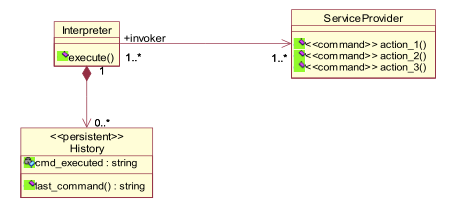 Interpreter
execute()
+invoker
1..*
1..*
ServiceProvider
<<command>> action_1()
<<command>> action_2()
<<command>> action_3()
1
0..*
<<persistent>>
History
cmd_executed : string
last_command() : string